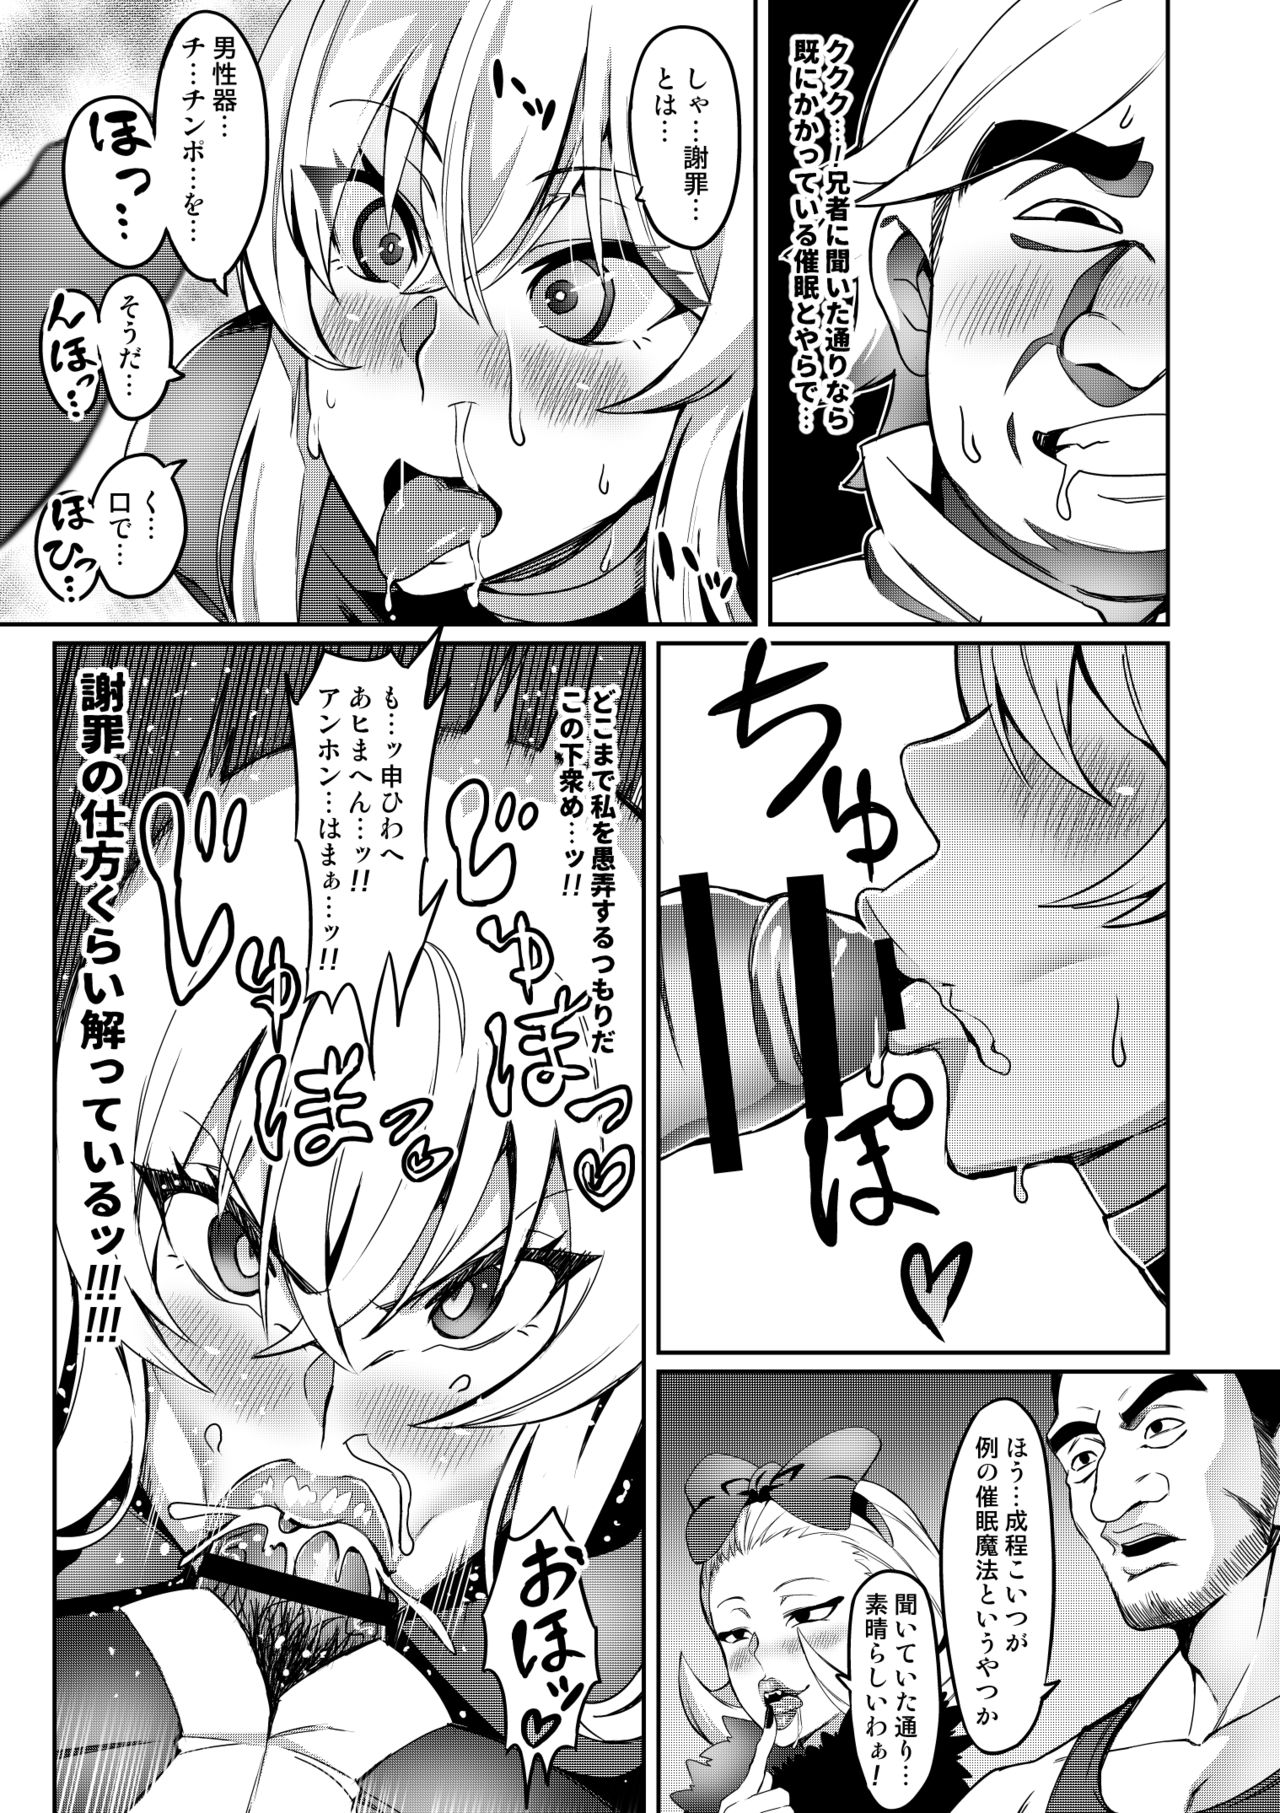 ククク…！兄者に聞いた通りなら
既にかかっている催眠とやらで…
しゃ…謝罪…
とは…
男性器…
チ…チンポ…を…
ほっ…
そうだ…
んほっ…
く…
口で…
ほひっ…
ちゅ
ぽ
どこまで私を愚弄するつもりだ
この下衆め…ッ!!
も…ッ申ひわへ
あヒまへん…ッ!!
アンホン…はまぁ…ッ!!
じゅぽっ
じゅぽっ
謝罪の仕方くらい解っているッ!!!!
おほォッ
ほう…成程こいつが
例の催眠魔法というやつか
聞いていた通り…
素晴らしいわぁ！